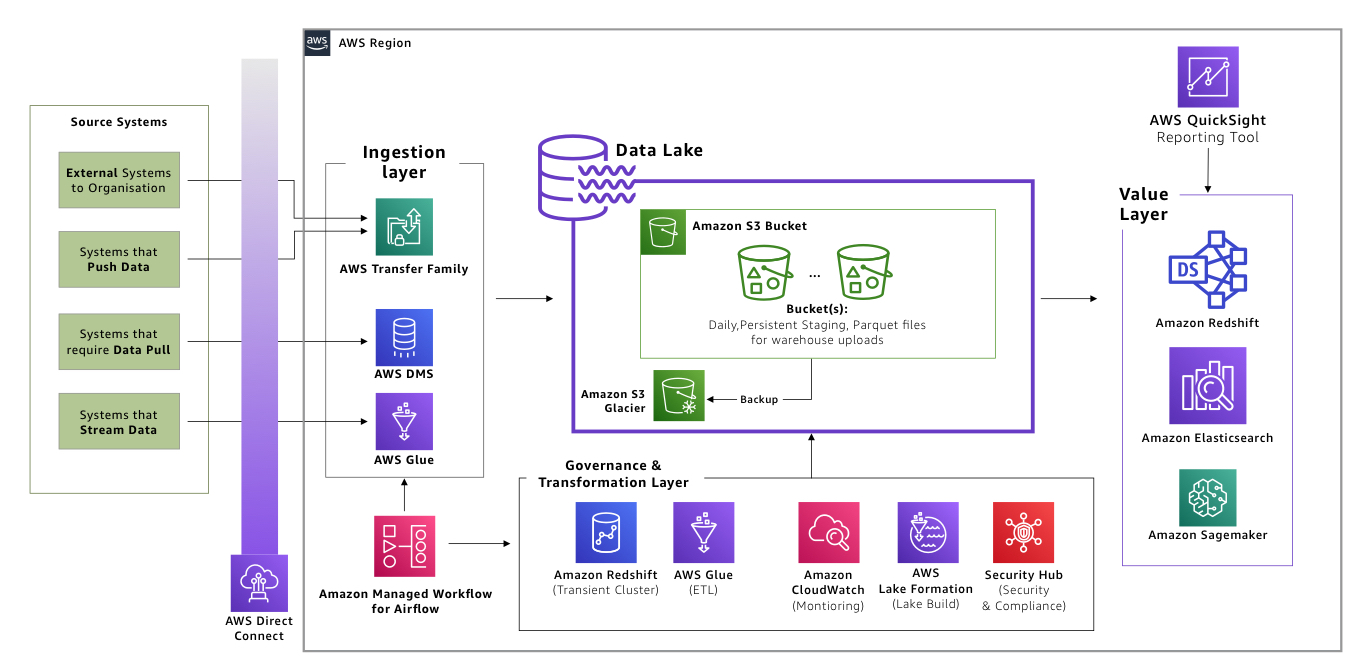 aws
AWS Region
Source Systems
External Systems
to Organisation
Systems that
Push Data
Systems that
require Data Pull
Systems that
Stream Data
AWS Direct
Connect
Ingestion
layer
AWS Transfer Family
AWS DMS
AWS Glue
Amazon Managed Workflow
for Airflow
Data Lake
Amazon S3 Bucket
...
Bucket(s):
Daily,Persistent Staging, Parquet files
for warehouse uploads
Amazon S3
Glacier
Backup
Governance &
Transformation Layer
Amazon Redshift
(Transient Cluster)
AWS Glue
(ETL)
Amazon
CloudWatch
(Montioring)
AWS
Lake Formation
(Lake Build)
Security Hub
(Security
& Compliance)
AWS QuickSight
Reporting Tool
Value
Layer
DS
Amazon Redshift
Amazon Elasticsearch
Amazon Sagemaker